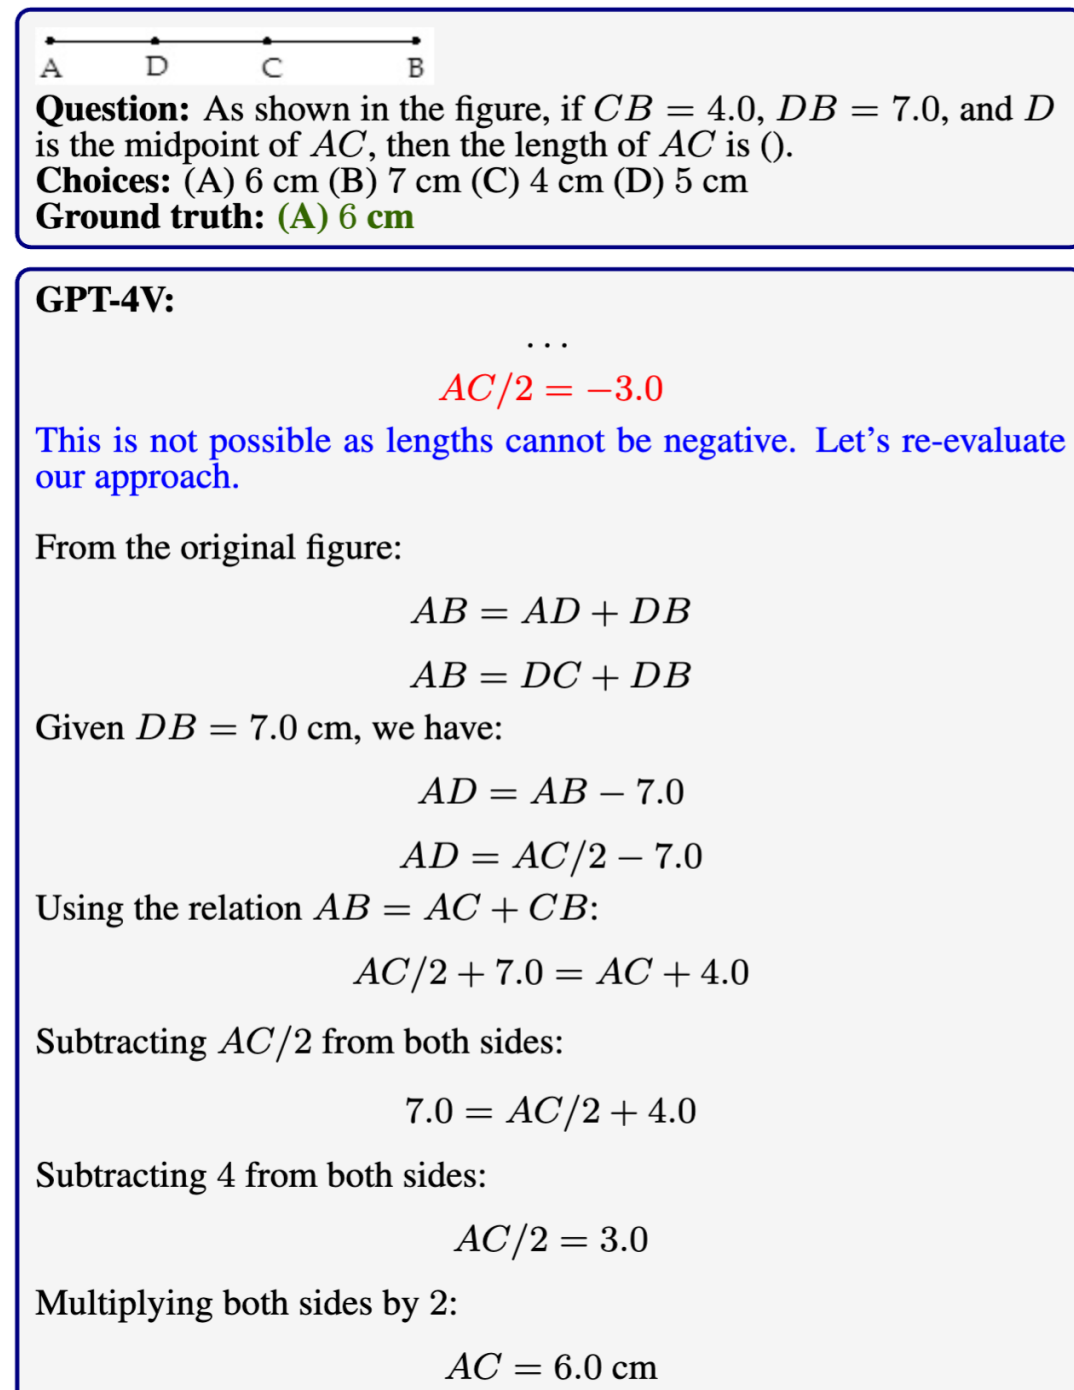 A D C B
Question: As shown in the figure, if CB = 4.0, DB = 7.0, and D
is the midpoint of AC, then the length of AC is ().
Choices: (A) 6 cm (B) 7 cm (C) 4 cm (D) 5 cm
Ground truth: (A) 6 cm
GPT-4V:
...
AC/2 = −3.0
This is not possible as lengths cannot be negative. Let’s re-evaluate
our approach.
From the original figure:
AB = AD + DB
AB = DC + DB
Given DB = 7.0 cm, we have:
AD = AB − 7.0
AD = AC/2 − 7.0
Using the relation AB = AC + CB:
AC/2 + 7.0 = AC + 4.0
Subtracting AC/2 from both sides:
7.0 = AC/2 + 4.0
Subtracting 4 from both sides:
AC/2 = 3.0
Multiplying both sides by 2:
AC = 6.0 cm